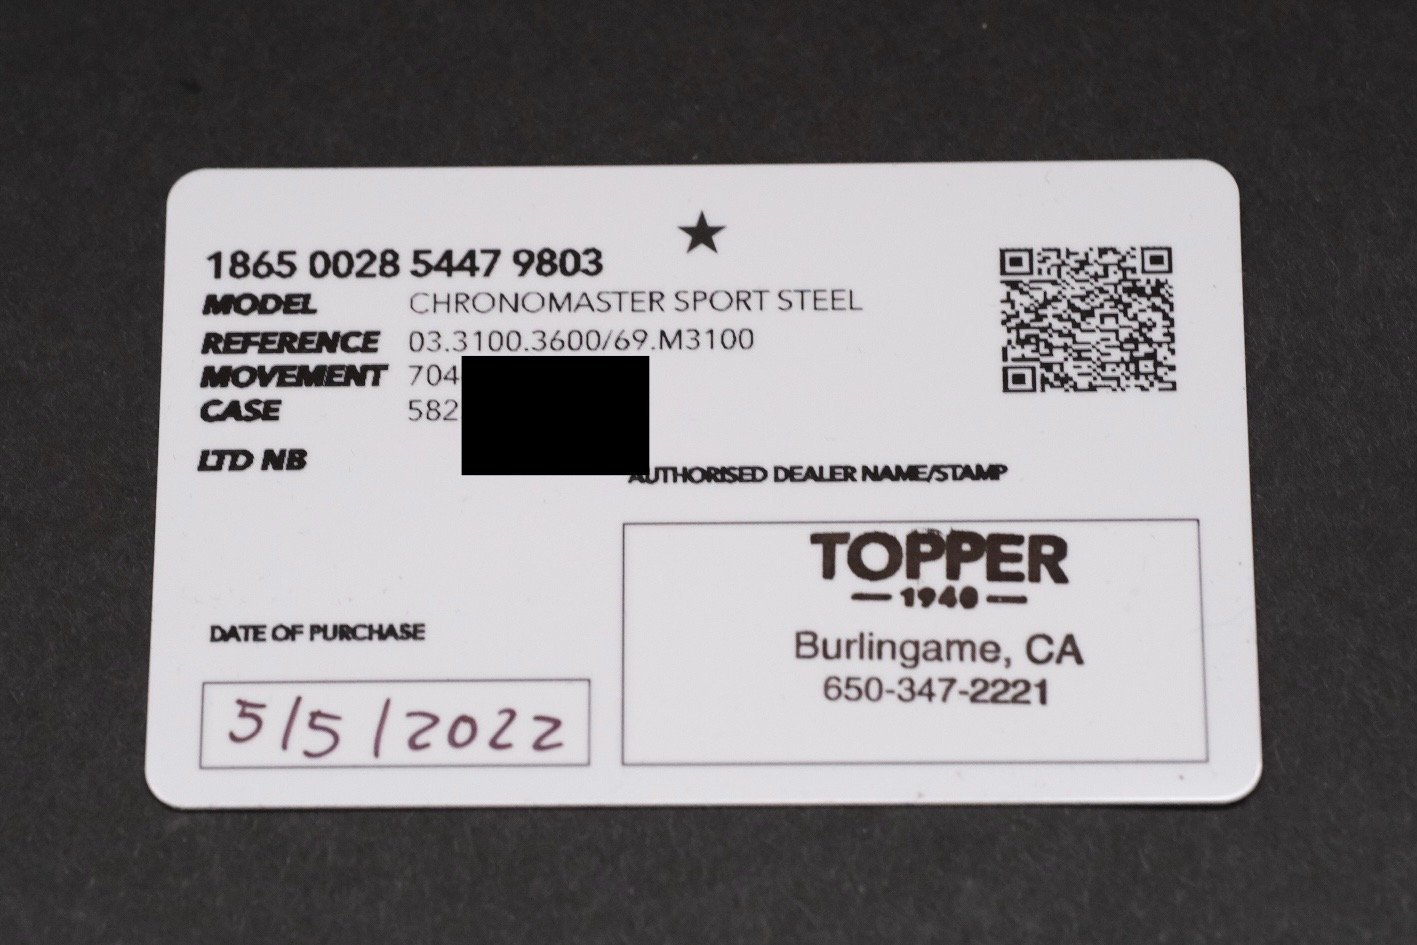 1865 0028 5447 9803
MODEL CHRONOMASTER SPORT STEEL
REFERENCE 03.3100.3600/69.M3100
MOVEMENT 704
CASE 582
LTD NB
AUTHORISED DEALER NAME/STAMP
TOPPER
— 1940 —
Burlingame, CA
650-347-2221
DATE OF PURCHASE
5/5/2022